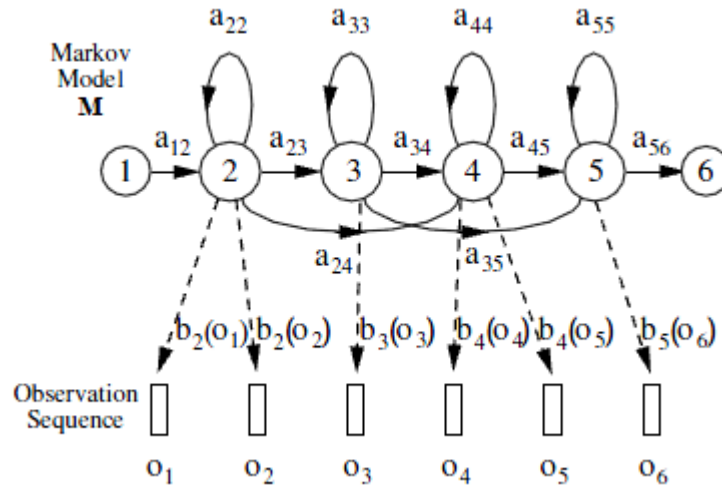 a₂₂ a₃₃ a₄₄ a₅₅
Markov
Model
M
a₁₂ a₂₃ a₃₄ a₄₅ a₅₆
1 2 3 4 5 6
a₂₄ a₃₅
b₂(o₁) b₂(o₂) b₃(o₃) b₄(o₄) b₄(o₅) b₅(o₆)
Observation
Sequence
o₁ o₂ o₃ o₄ o₅ o₆